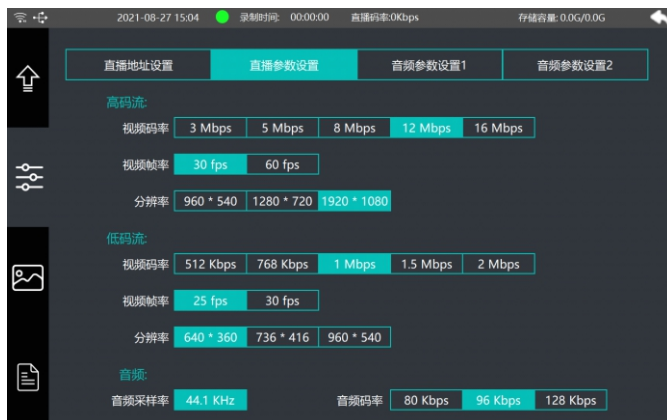 2021-08-27 15:04 录制时间: 00:00:00 直播码率:0Kbps 存储容量: 0.0G/0.0G
直播地址设置 直播参数设置 音频参数设置1 音频参数设置2
高码流:
视频码率 3 Mbps 5 Mbps 8 Mbps 12 Mbps 16 Mbps
视频帧率 30 fps 60 fps
分辨率 960 * 540 1280 * 720 1920 * 1080
低码流:
视频码率 512 Kbps 768 Kbps 1 Mbps 1.5 Mbps 2 Mbps
视频帧率 25 fps 30 fps
分辨率 640 * 360 736 * 416 960 * 540
音频:
音频采样率 44.1 KHz 音频码率 80 Kbps 96 Kbps 128 Kbps